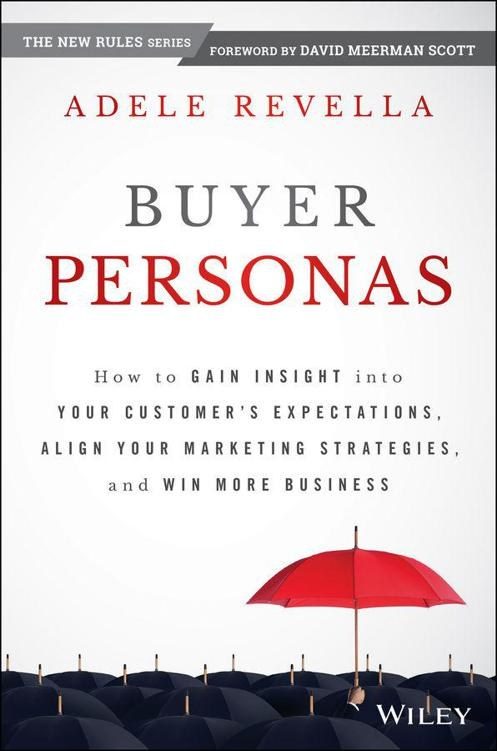 THE NEW RULES SERIES
FOREWORD BY DAVID MEERMAN SCOTT
ADELE REVELLA
BUYER
PERSONAS
How to GAIN INSIGHT into
YOUR CUSTOMER'S EXPECTATIONS,
ALIGN YOUR MARKETING STRATEGIES,
and WIN MORE BUSINESS
WILEY